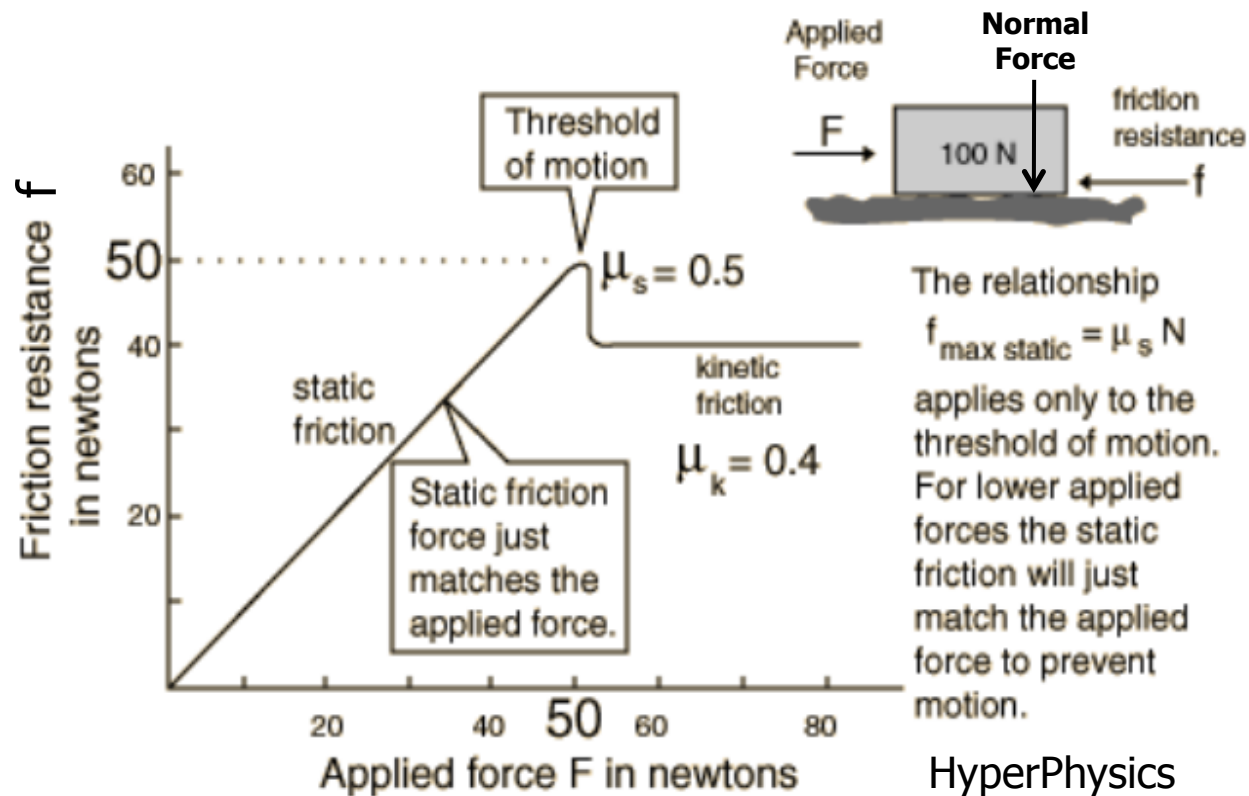 Applied
Force
Normal
Force
F
100 N
friction
resistance
f
Threshold
of motion
Friction resistance f
in newtons
60
50
40
20
μs = 0.5
static
friction
kinetic
friction
μk = 0.4
Static friction
force just
matches the
applied force.
20
40
50
60
80
Applied force F in newtons
The relationship
f max static = μs N
applies only to the
threshold of motion.
For lower applied
forces the static
friction will just
match the applied
force to prevent
motion.
HyperPhysics